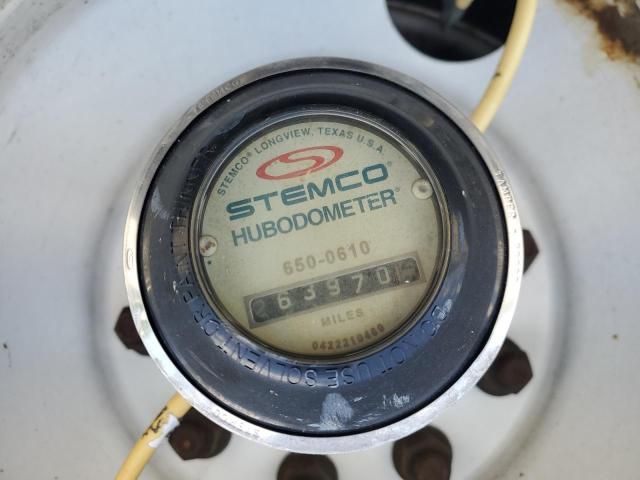 STEMCO® LONGVIEW, TEXAS U.S.A.
STEMCO®
HUBODOMETER®
650-0610
63970
MILES
0422210460
DO NOT USE SOLVENT OR PAINT